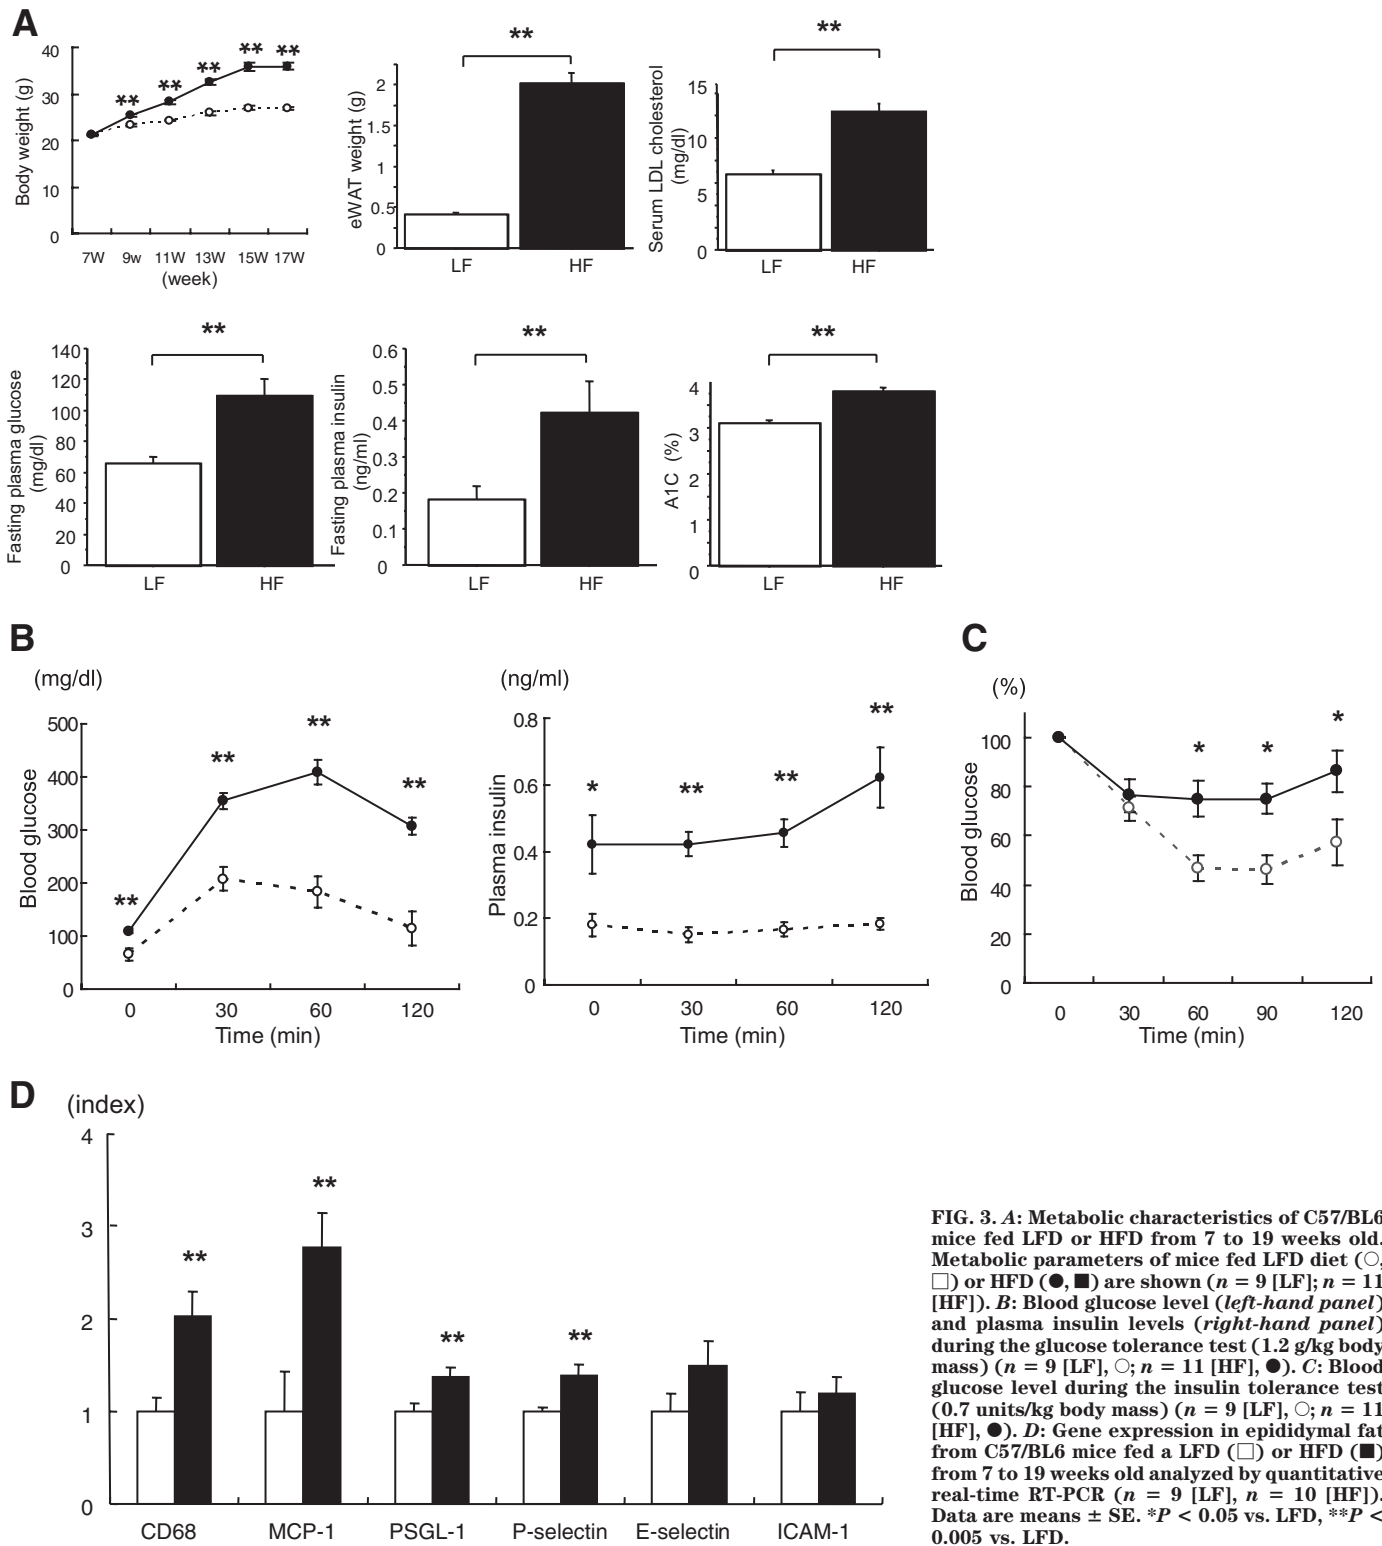 A
Body weight (g)
40
30
20
10
0
**
**
**
**
**
7W 9w 11W 13W 15W 17W
(week)
eWAT weight (g)
2
1.5
1
0.5
0
**
LF HF
Serum LDL cholesterol
(mg/dl)
15
10
5
0
**
LF HF
Fasting plasma glucose
(mg/dl)
140
120
100
80
60
40
20
0
**
LF HF
Fasting plasma insulin
(ng/ml)
0.6
0.5
0.4
0.3
0.2
0.1
0
**
LF HF
A1C (%)
4
3
2
1
0
**
LF HF
B
(mg/dl)
Blood glucose
500
400
300
200
100
0
**
**
**
**
0 30 60 120
Time (min)
(ng/ml)
Plasma insulin
0.8
0.6
0.4
0.2
0
*
**
**
**
0 30 60 120
Time (min)
C
(%)
Blood glucose
100
80
60
40
20
0
*
*
*
0 30 60 90 120
Time (min)
D
(index)
4
3
2
1
0
**
**
**
**
CD68 MCP-1 PSGL-1 P-selectin E-selectin ICAM-1
FIG. 3. A: Metabolic characteristics of C57/BL6
mice fed LFD or HFD from 7 to 19 weeks old.
Metabolic parameters of mice fed LFD diet (○,
□) or HFD (●, ■) are shown (n = 9 [LF]; n = 11
[HF]). B: Blood glucose level (left-hand panel)
and plasma insulin levels (right-hand panel)
during the glucose tolerance test (1.2 g/kg body
mass) (n = 9 [LF], ○; n = 11 [HF], ●). C: Blood
glucose level during the insulin tolerance test
(0.7 units/kg body mass) (n = 9 [LF], ○; n = 11
[HF], ●). D: Gene expression in epididymal fat
from C57/BL6 mice fed a LFD (□) or HFD (■)
from 7 to 19 weeks old analyzed by quantitative
real-time RT-PCR (n = 9 [LF], n = 10 [HF]).
Data are means ± SE. *P < 0.05 vs. LFD, **P <
0.005 vs. LFD.